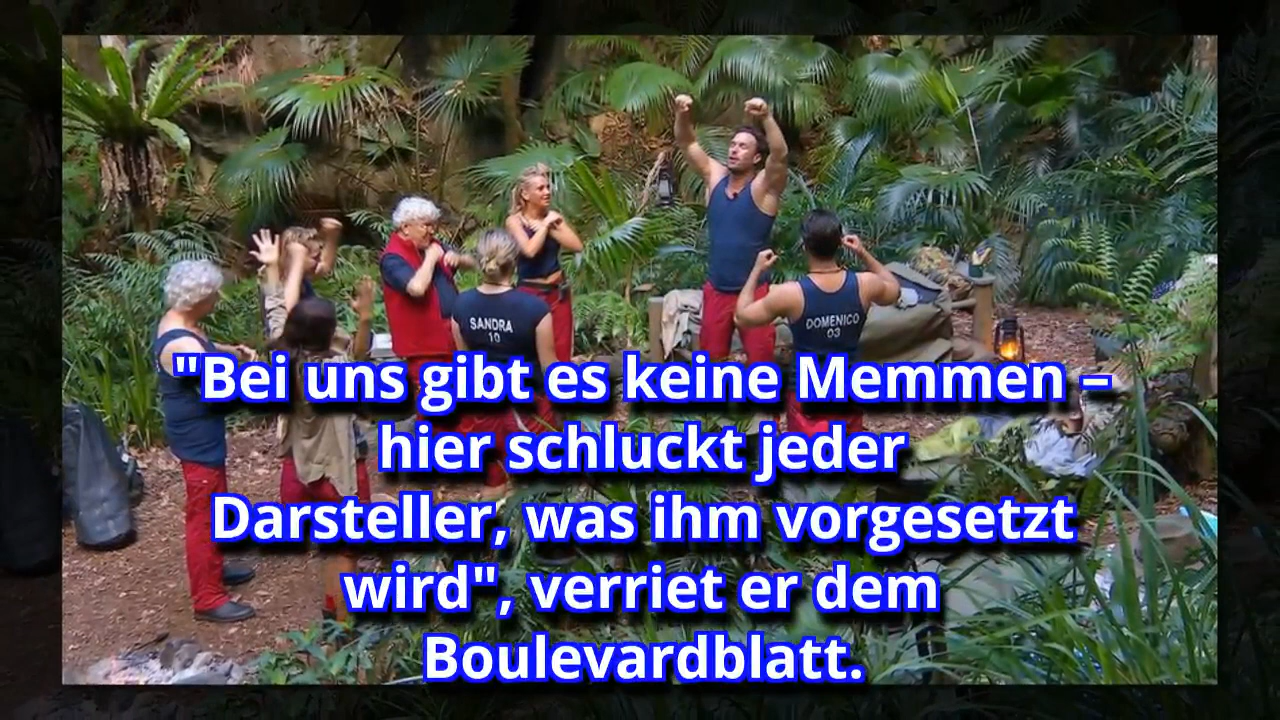 SANDRA
10
DOMENICO
03
"Bei uns gibt es keine Memmen –
hier schluckt jeder
Darsteller, was ihm vorgesetzt
wird", verriet er dem
Boulevardblatt.